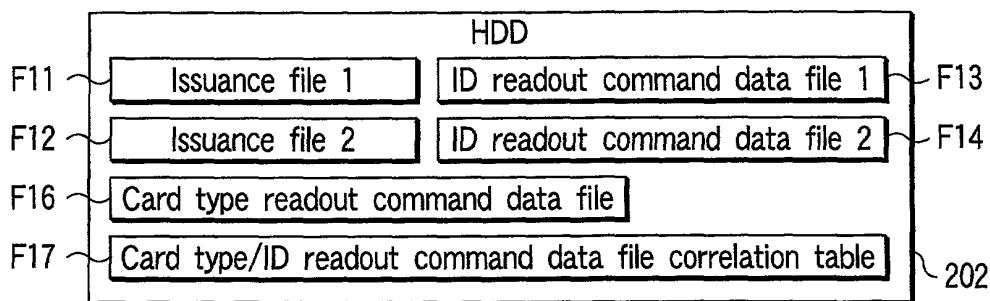 HDD
F11 Issuance file 1 ID readout command data file 1 F13
F12 Issuance file 2 ID readout command data file 2 F14
F16 Card type readout command data file
F17 Card type/ID readout command data file correlation table 202